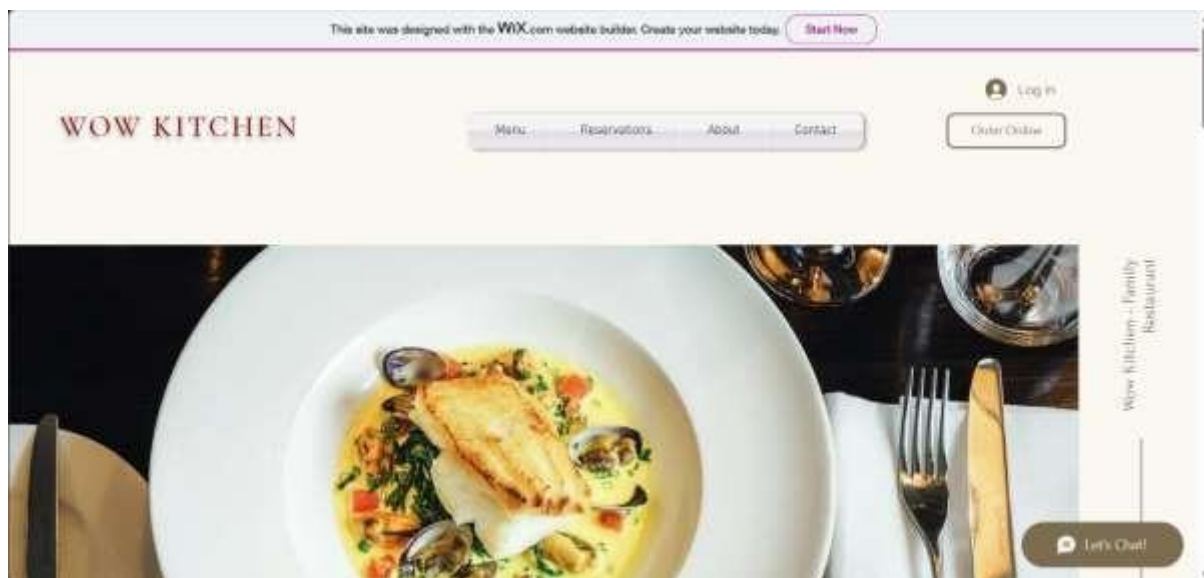 This site was designed with the WiX.com website builder. Create your website today. Start Now
Log In
WOW KITCHEN
Menu Reservations About Contact
Order Online
Wow Kitchen - Family
Restaurant
Let's Chat!